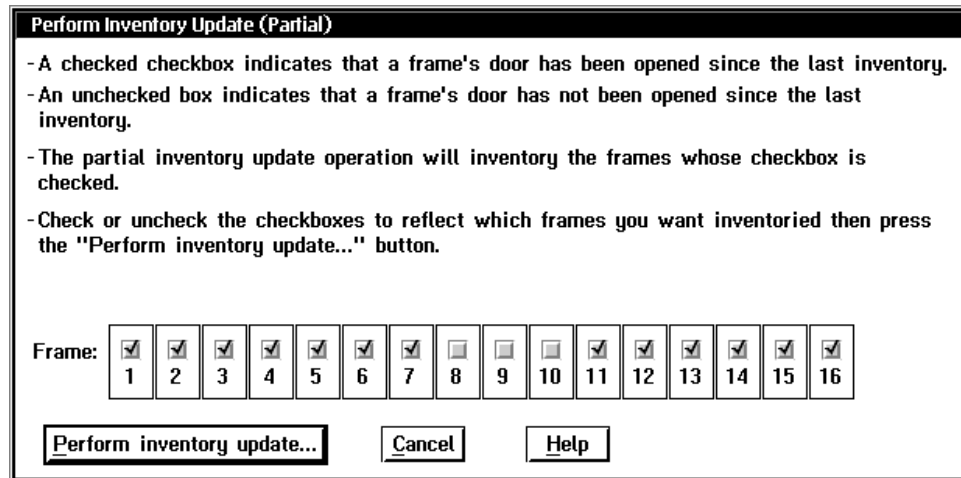 Perform Inventory Update (Partial)
-A checked checkbox indicates that a frame's door has been opened since the last inventory.
-An unchecked box indicates that a frame's door has not been opened since the last
inventory.
-The partial inventory update operation will inventory the frames whose checkbox is
checked.
-Check or uncheck the checkboxes to reflect which frames you want inventoried then press
the "Perform inventory update..." button.
Frame:
1 2 3 4 5 6 7 8 9 10 11 12 13 14 15 16
Perform inventory update... Cancel Help